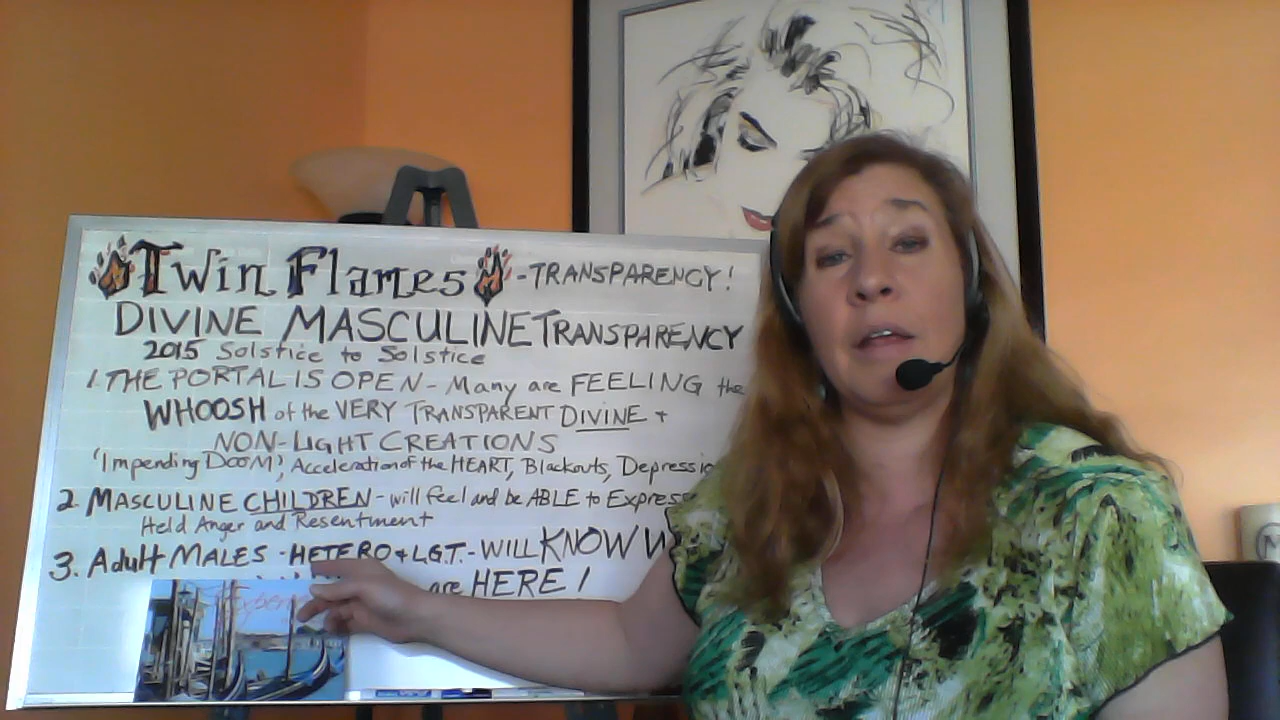 Twin Flames - TRANSPARENCY!
DIVINE MASCULINE TRANSPARENCY
2015 Solstice to Solstice
1. THE PORTAL IS OPEN - Many are FEELING the
WHOOSH of the VERY TRANSPARENT DIVINE +
NON-LIGHT CREATIONS
'Impending DOOM', Acceleration of the HEART, Blackouts, Depressio
2. MASCULINE CHILDREN - will feel and be ABLE to Express
Held Anger and Resentment
3. Adult MALES - HETERO + L.G.T. - WILL KNOW W
are HERE!